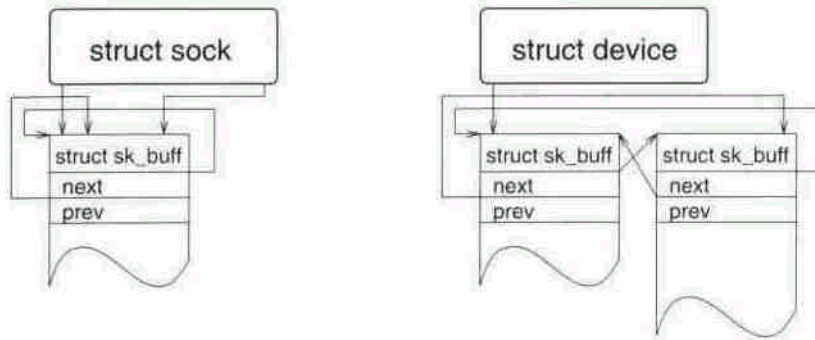 struct sock
struct sk_buff
next
prev
struct device
struct sk_buff
next
prev
struct sk_buff
next
prev